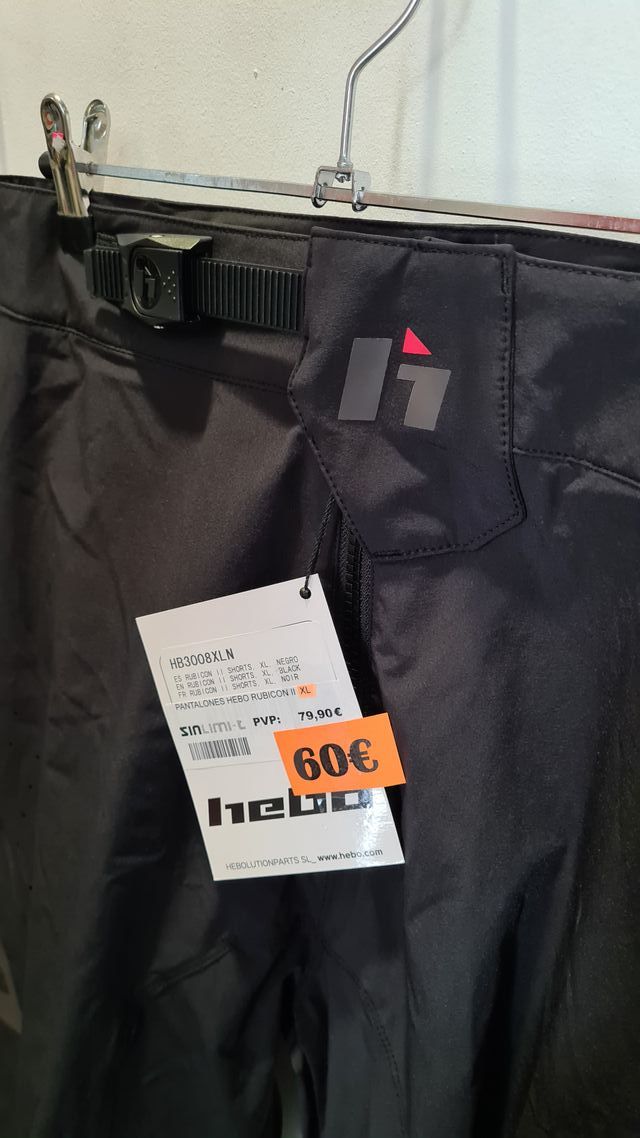 HB3008XLN
ES RUBICON II SHORTS, XL, NEGRO
EN RUBICON II SHORTS, XL, BLACK
FR RUBICON II SHORTS, XL, NOIR
PANTALONES HEBO RUBICON II XL
SINLIMI-t PVP: 79,90€
60€
hebo
HEBOLUTIONPARTS SL_ www.hebo.com